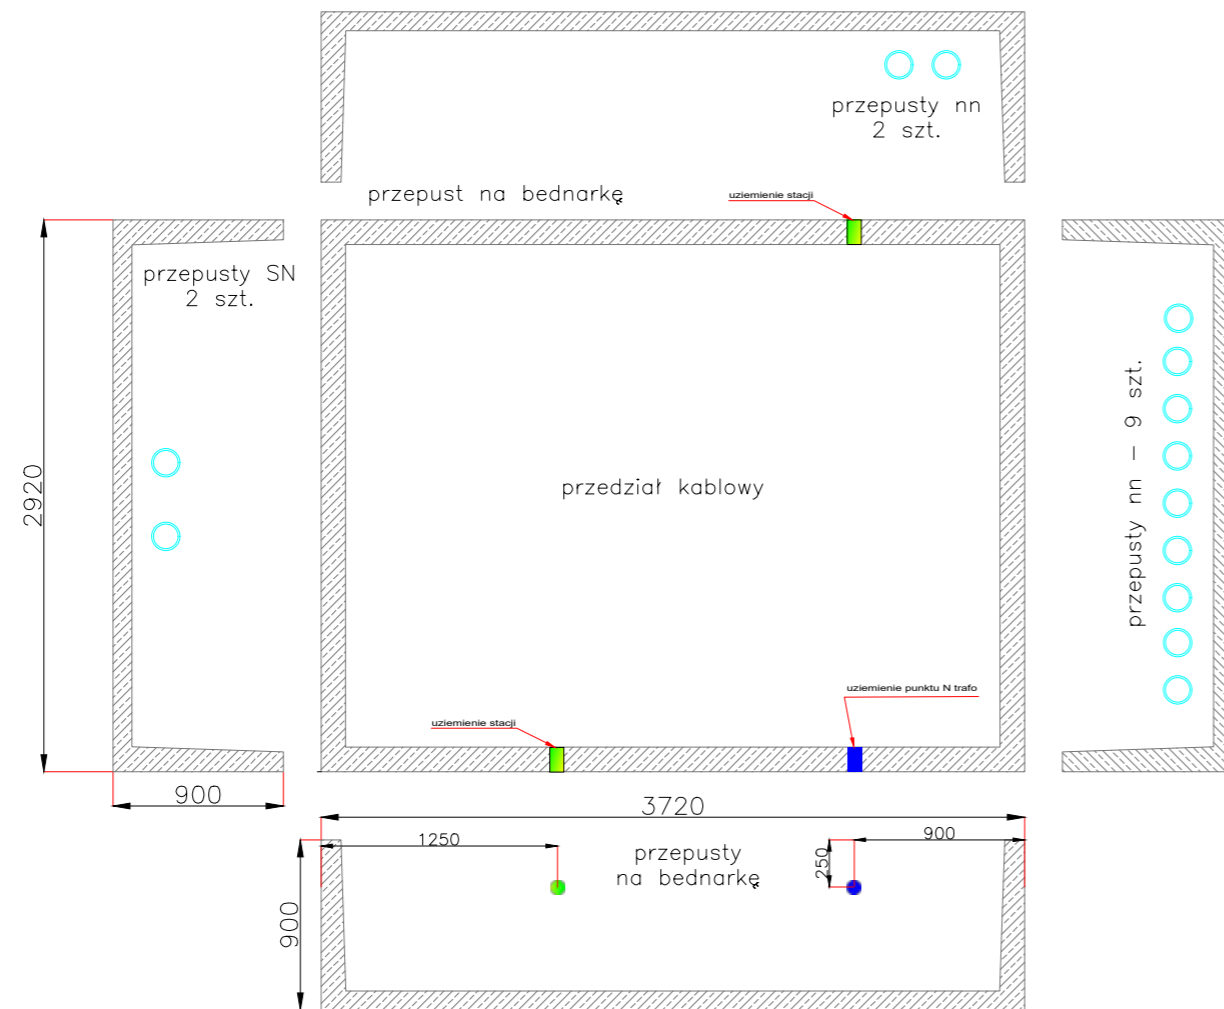 przepusty nn
2 szt.
przepust na bednarkę
uziemienie stacji
przepusty SN
2 szt.
2920
przedział kablowy
przepusty nn – 9 szt.
uziemienie punktu N trafo
uziemienie stacji
900
3720
1250
900
przepusty
na bednarkę
250
900